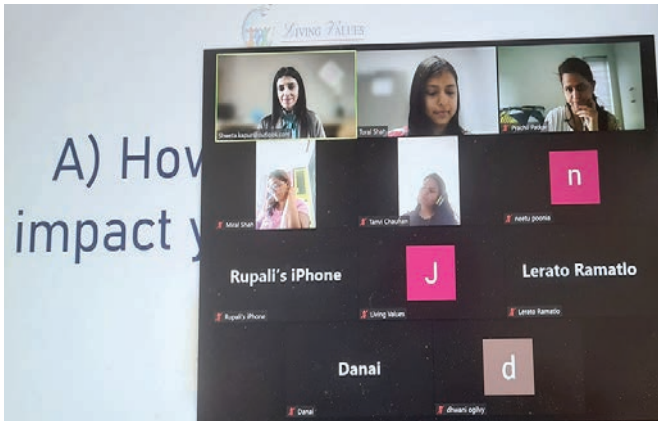 LIVING VALUES
A) How
impact y
Shweta kapur@outlook.com
Toral Shah
Prachi Parkar
n
Miral Shah
Tanvi Chauhan
neetu poonia
Rupali's iPhone
J
Lerato Ramatlo
Rupali's iPhone
Living Values
Lerato Ramatlo
Danai
d
Danai
dhwani ogilvy